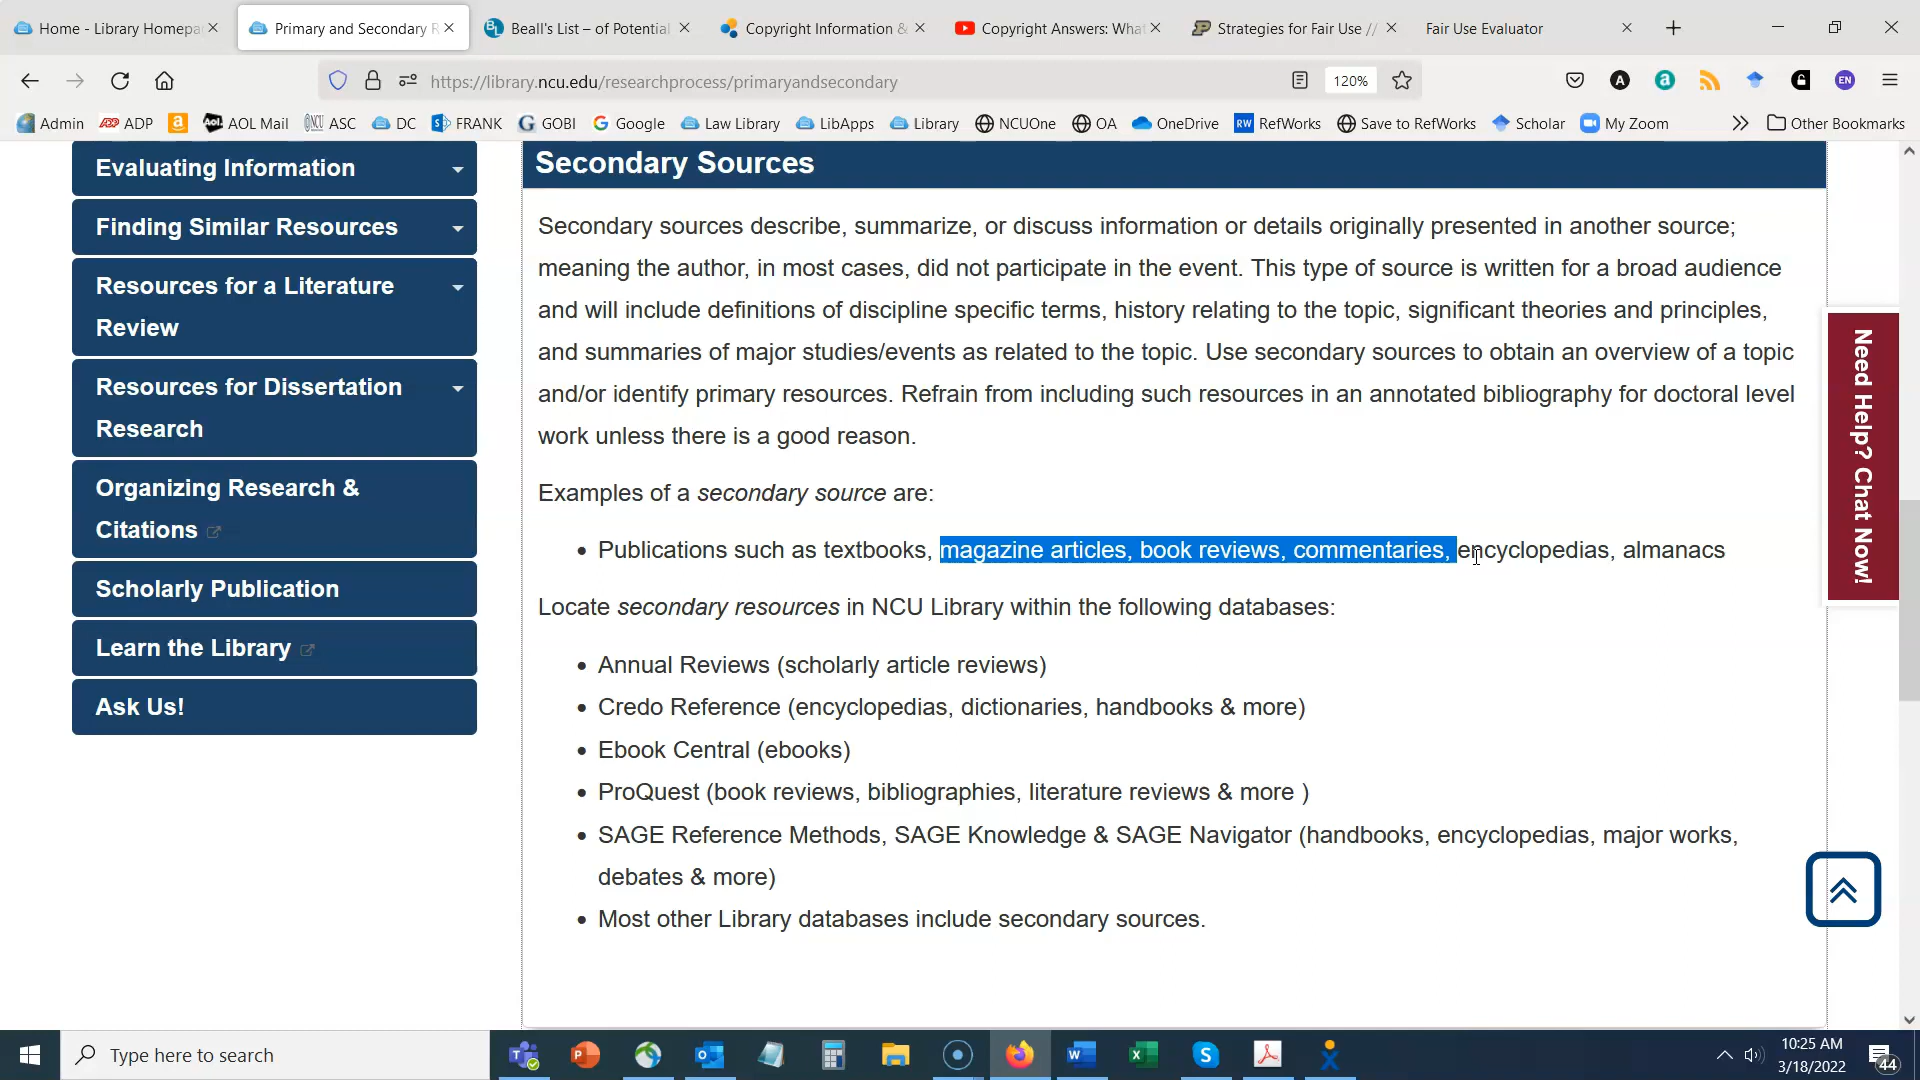 Home - Library Homepa
Primary and Secondary R
BL Beall's List – of Potential
Copyright Information &
Copyright Answers: What
Strategies for Fair Use //
Fair Use Evaluator
https://library.ncu.edu/researchprocess/primaryandsecondary
120%
A
a
EN
Admin
ADP
a
Aol. AOL Mail
NCU ASC
DC
FRANK
G GOBI
G Google
Law Library
LibApps
Library
NCUOne
OA
OneDrive
RW RefWorks
Save to RefWorks
Scholar
My Zoom
Other Bookmarks
Evaluating Information
Finding Similar Resources
Resources for a Literature
Review
Resources for Dissertation
Research
Organizing Research &
Citations
Scholarly Publication
Learn the Library
Ask Us!
Secondary Sources
Secondary sources describe, summarize, or discuss information or details originally presented in another source;
meaning the author, in most cases, did not participate in the event. This type of source is written for a broad audience
and will include definitions of discipline specific terms, history relating to the topic, significant theories and principles,
and summaries of major studies/events as related to the topic. Use secondary sources to obtain an overview of a topic
and/or identify primary resources. Refrain from including such resources in an annotated bibliography for doctoral level
work unless there is a good reason.
Examples of a secondary source are:
• Publications such as textbooks, magazine articles, book reviews, commentaries, encyclopedias, almanacs
Locate secondary resources in NCU Library within the following databases:
• Annual Reviews (scholarly article reviews)
• Credo Reference (encyclopedias, dictionaries, handbooks & more)
• Ebook Central (ebooks)
• ProQuest (book reviews, bibliographies, literature reviews & more )
• SAGE Reference Methods, SAGE Knowledge & SAGE Navigator (handbooks, encyclopedias, major works,
debates & more)
• Most other Library databases include secondary sources.
Need Help? Chat Now!
Type here to search
10:25 AM
3/18/2022
44